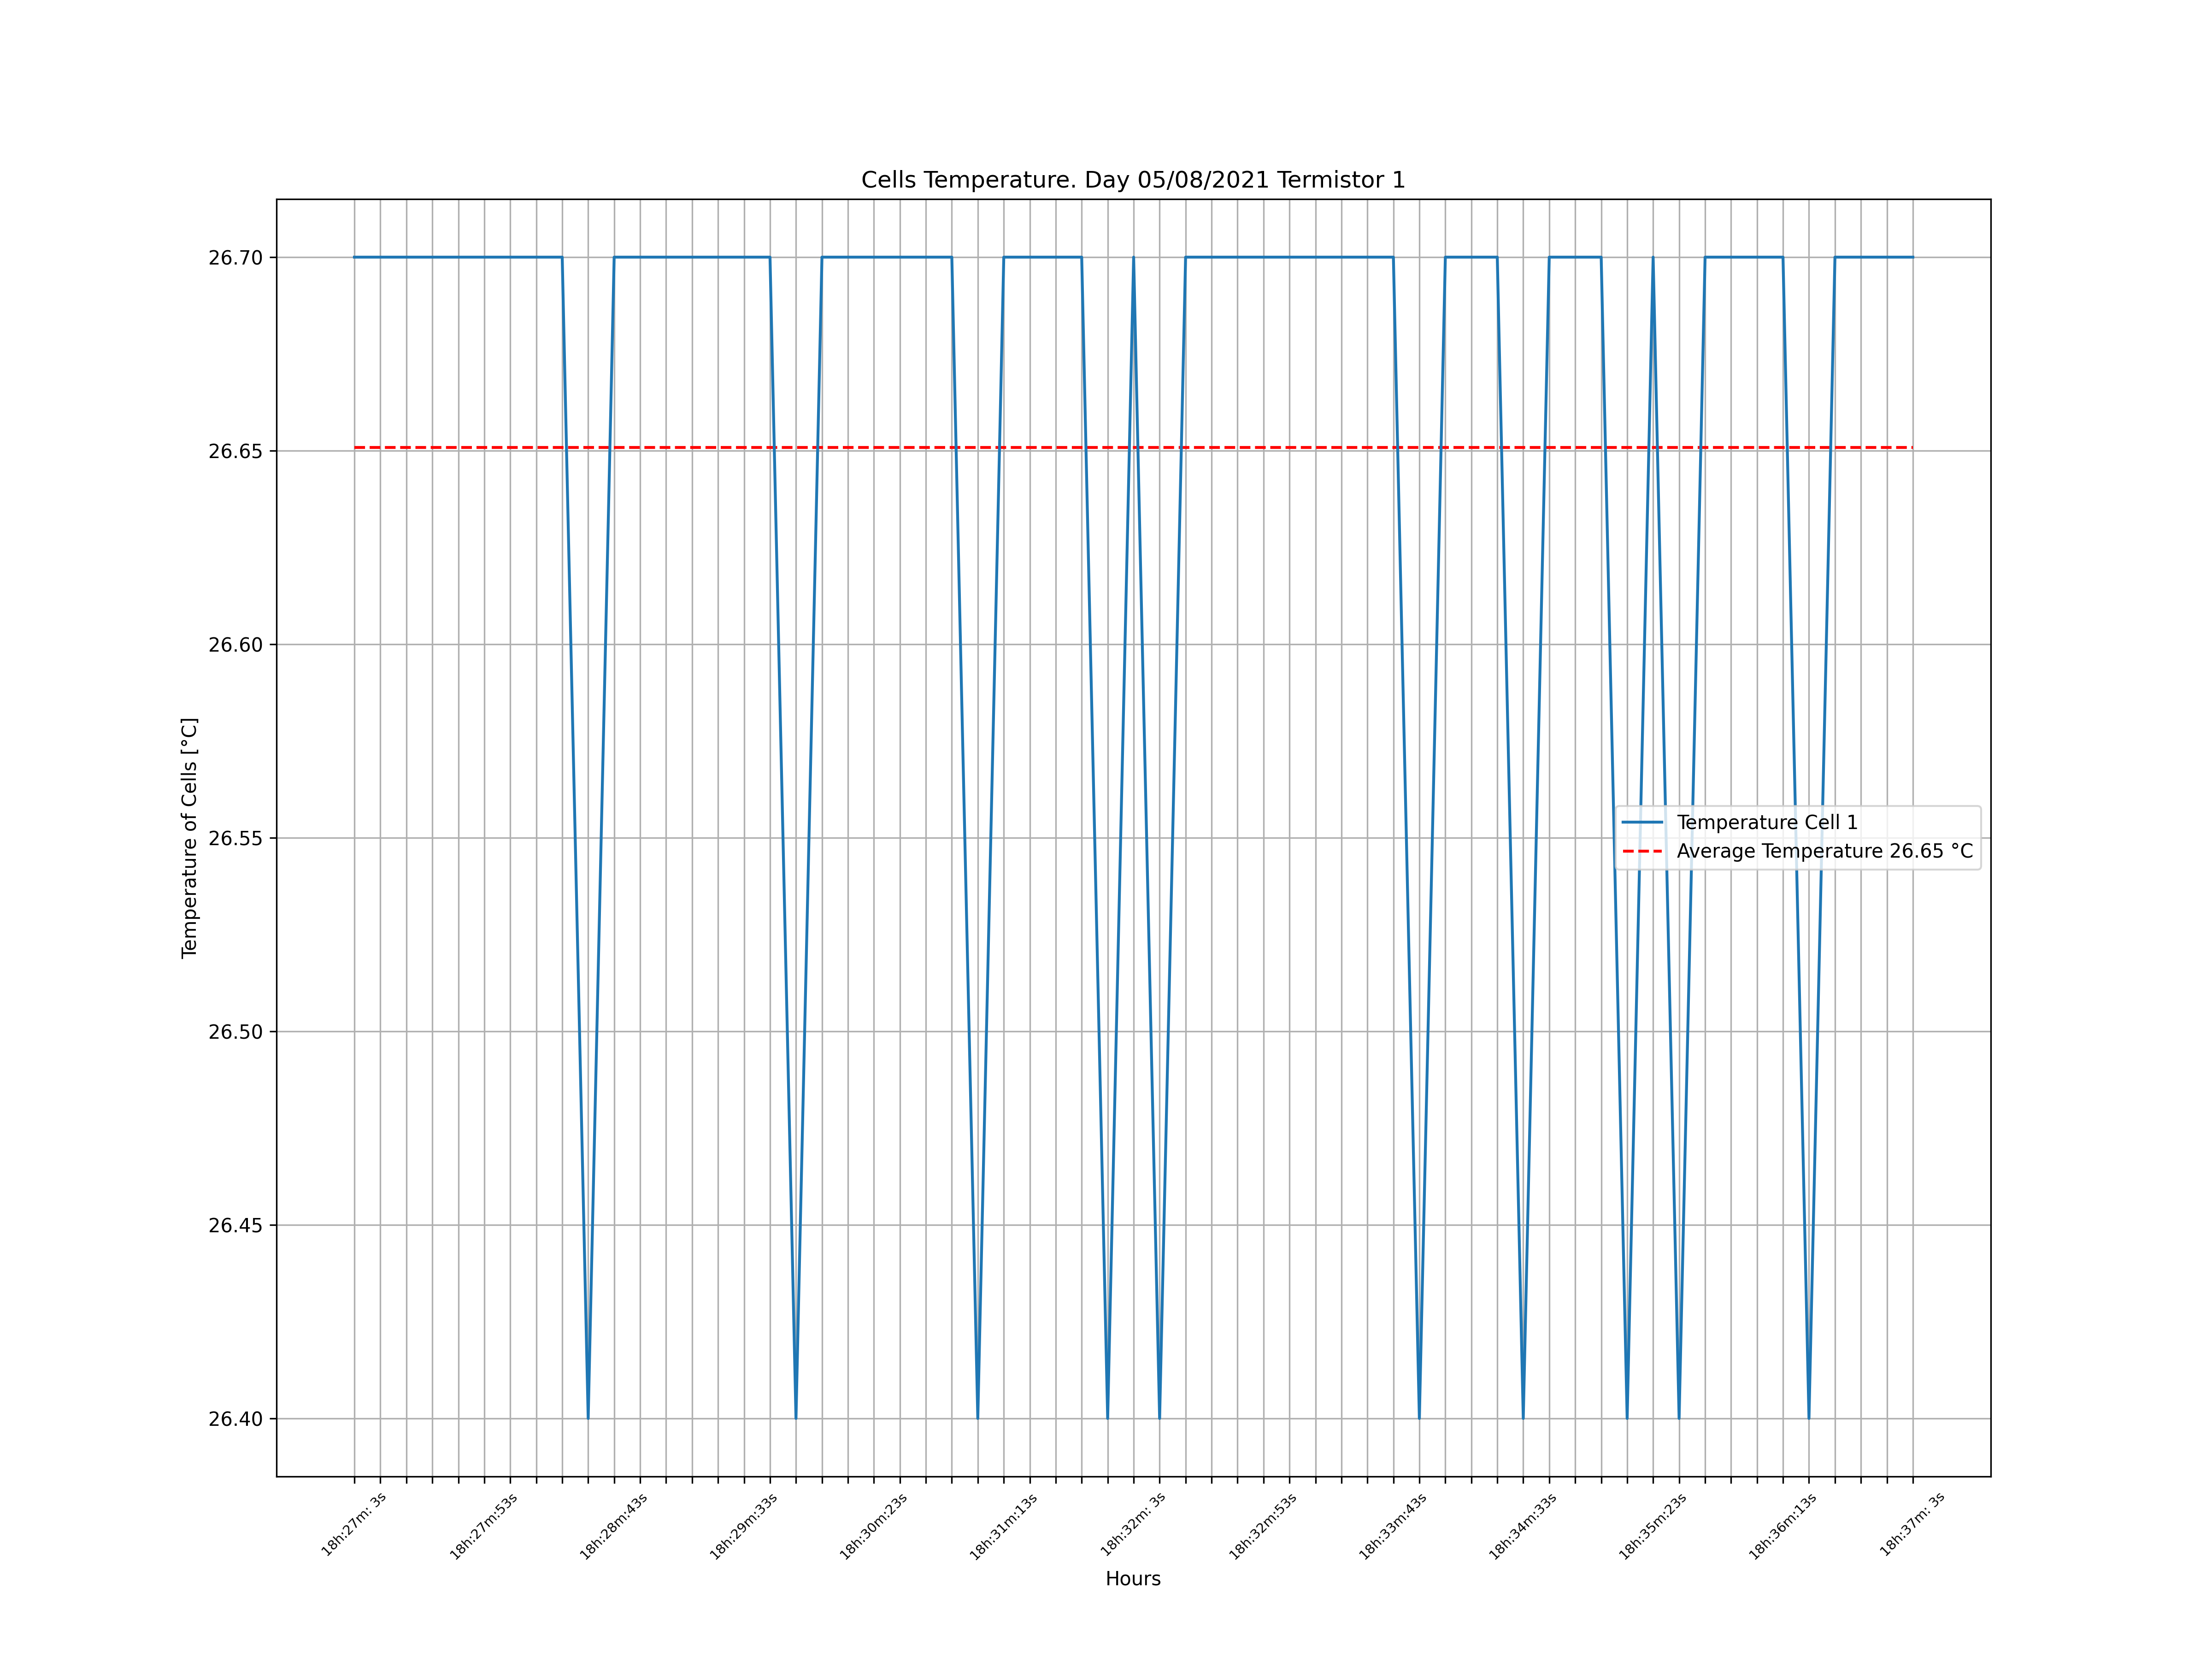 Cells Temperature. Day 05/08/2021 Termistor 1
26.70
26.65
26.60
26.55
26.50
26.45
26.40
Temperature of Cells [°C]
Temperature Cell 1
Average Temperature 26.65 °C
18h:27m: 3s
18h:27m:53s
18h:28m:43s
18h:29m:33s
18h:30m:23s
18h:31m:13s
18h:32m: 3s
18h:32m:53s
18h:33m:43s
18h:34m:33s
18h:35m:23s
18h:36m:13s
18h:37m: 3s
Hours